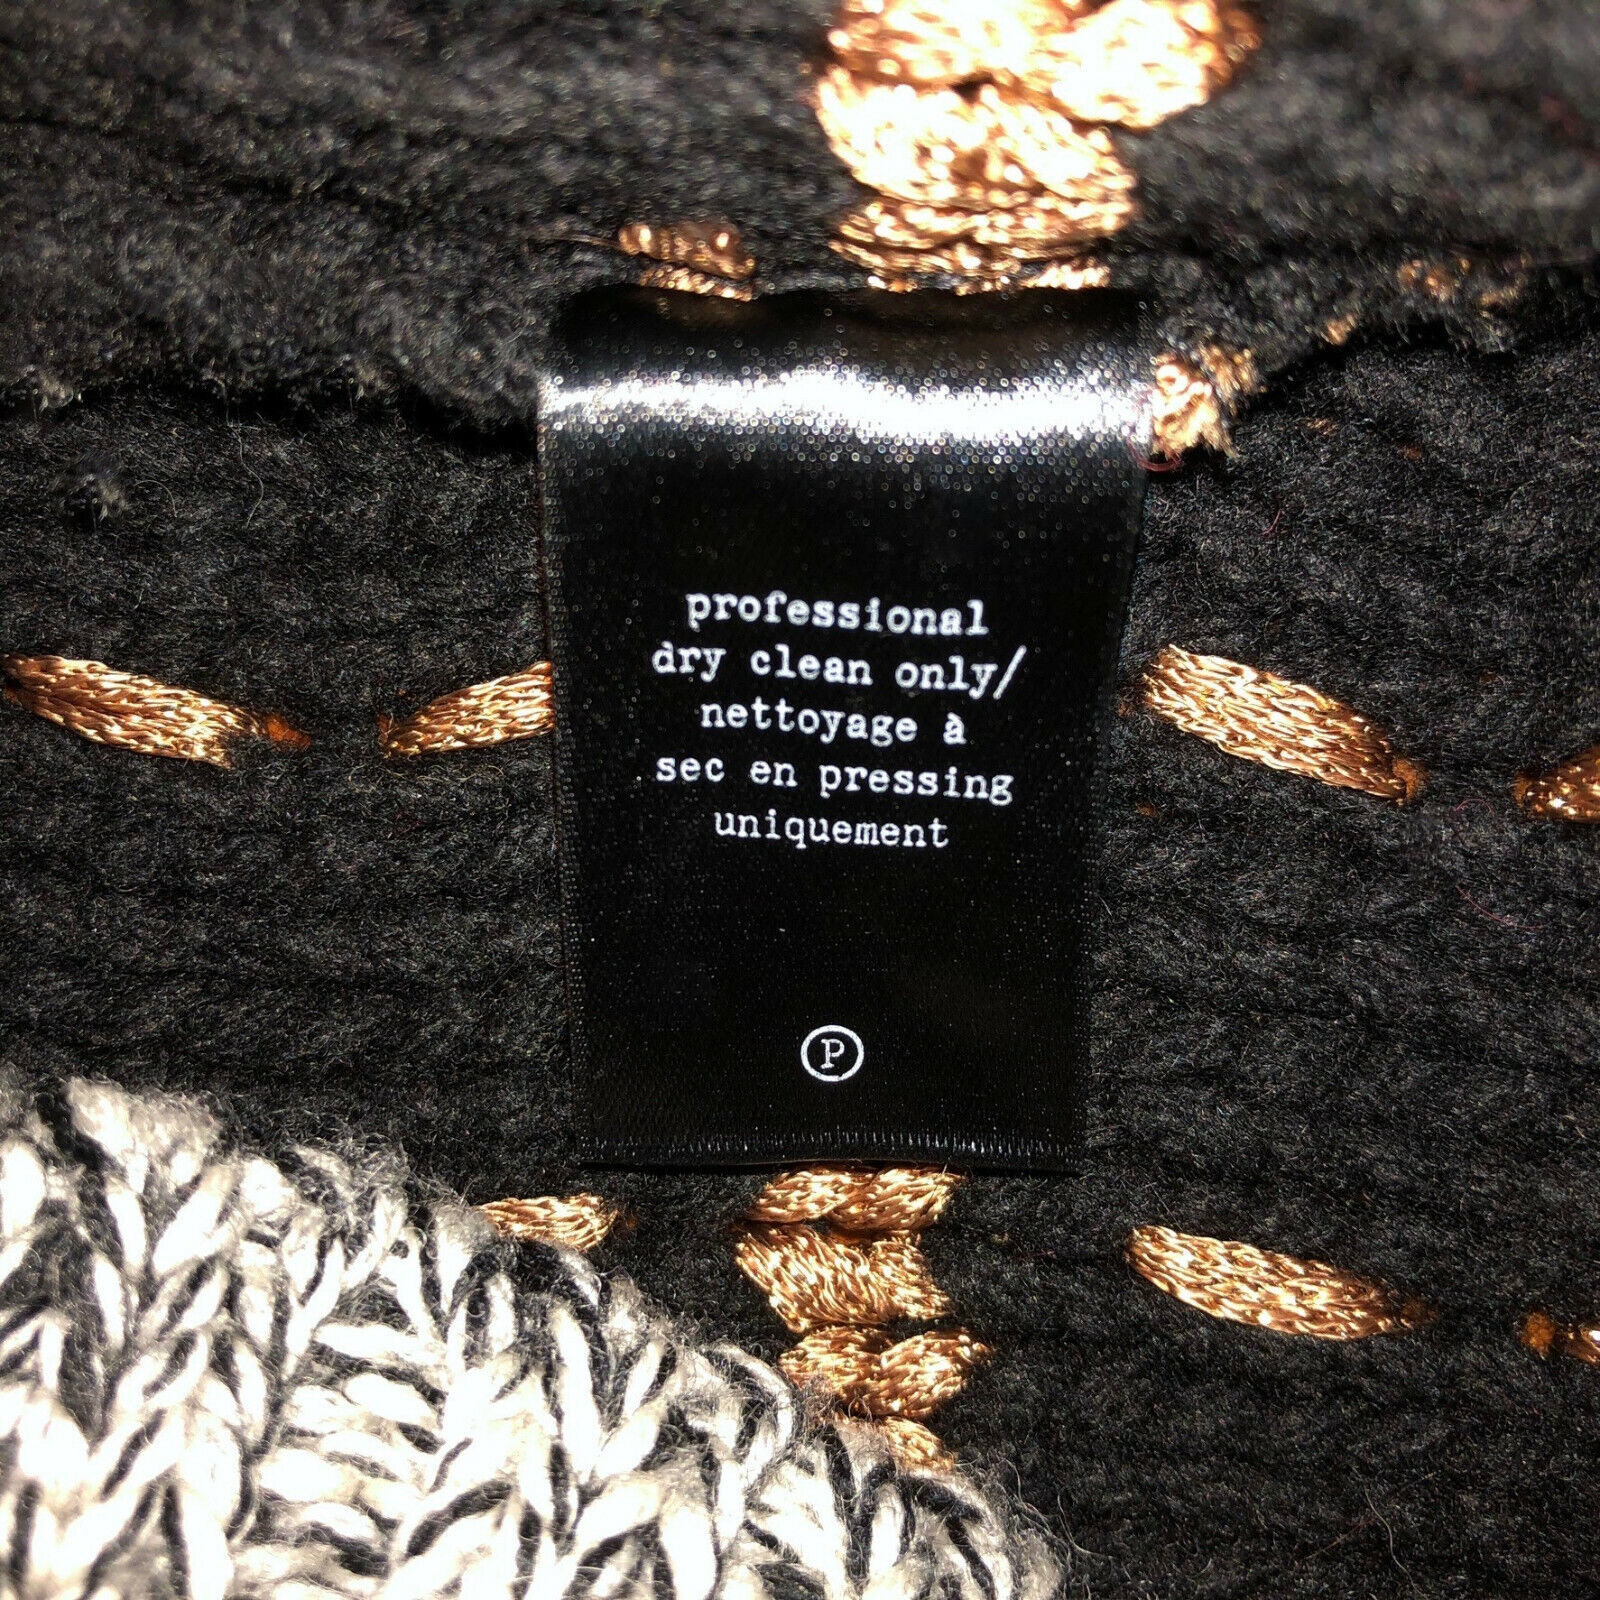 professional
dry clean only/
nettoyage à
sec en pressing
uniquement
P